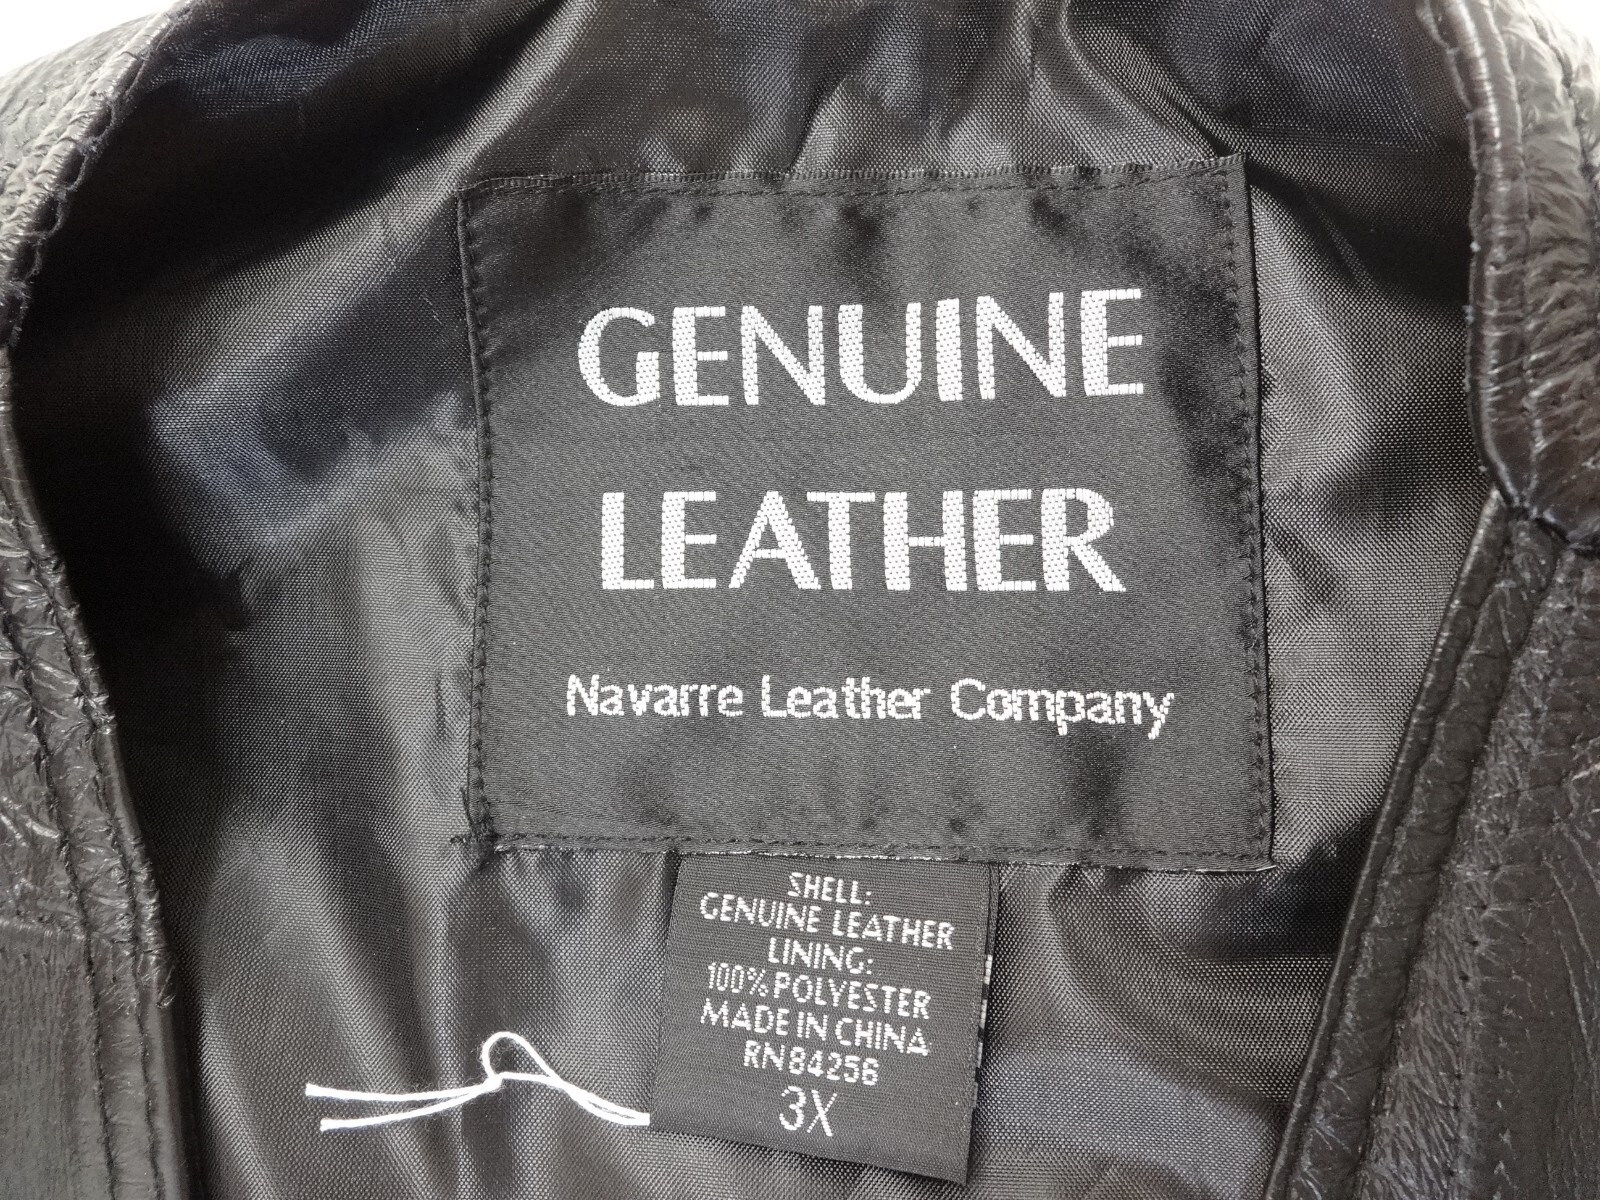 GENUINE
LEATHER
Navarre Leather Company
SHELL:
GENUINE LEATHER
LINING:
100% POLYESTER
MADE IN CHINA
RN 84256
3X